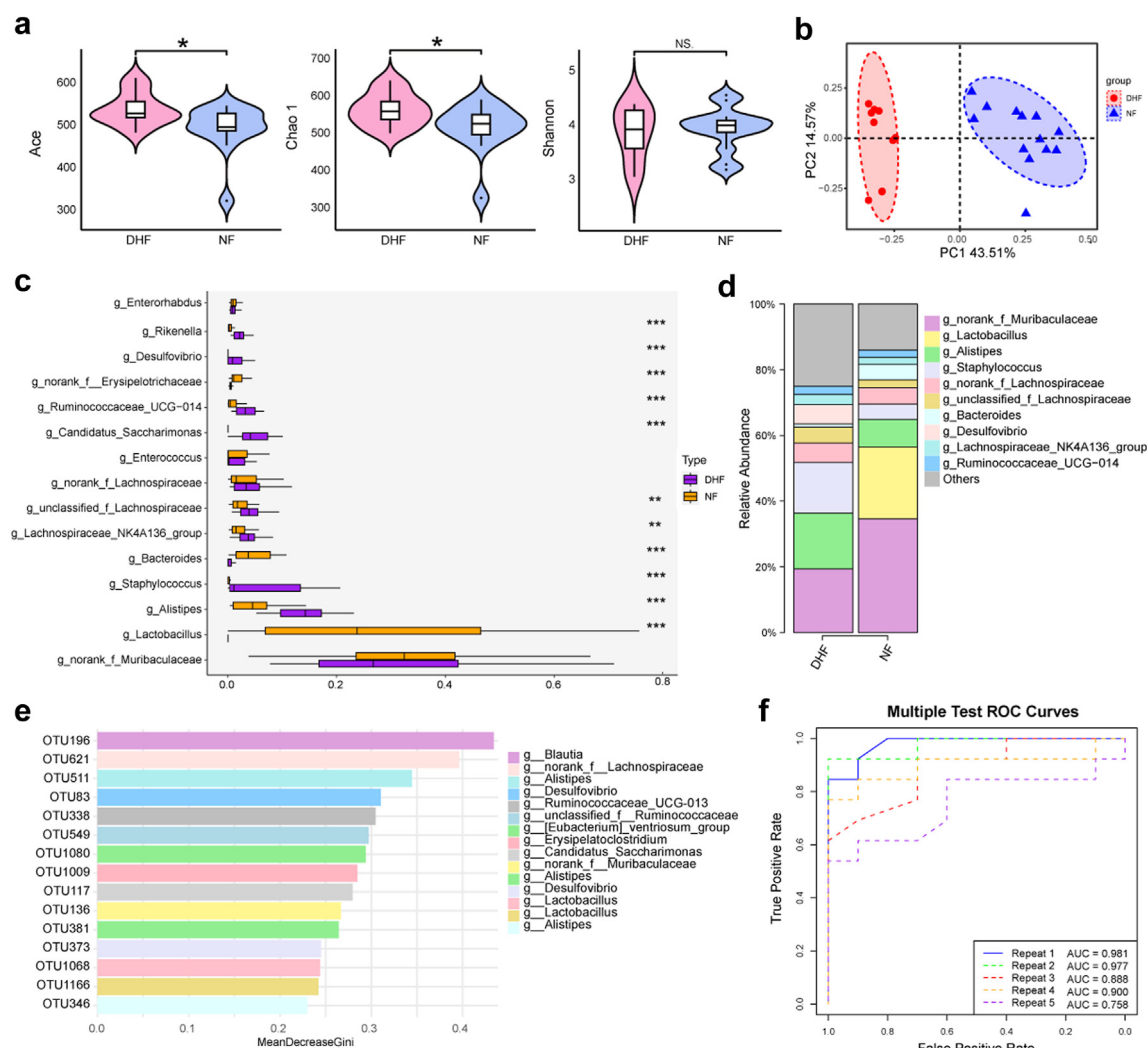 a
Ace
600
500
400
300
*
DHF
NF
Chao 1
700
600
500
400
300
*
DHF
NF
Shannon
5
4
3
NS.
DHF
NF
b
PC2 14.57%
0.25
0.00
−0.25
−0.25
0.00
0.25
0.50
PC1 43.51%
group
DHF
NF
c
g_Enterorhabdus
g_Rikenella
***
g_Desulfovibrio
***
g_norank_f__Erysipelotrichaceae
***
g_Ruminococcaceae_UCG-014
***
g_Candidatus_Saccharimonas
***
g_Enterococcus
g_norank_f_Lachnospiraceae
g_unclassified_f_Lachnospiraceae
**
g_Lachnospiraceae_NK4A136_group
**
g_Bacteroides
***
g_Staphylococcus
***
g_Alistipes
***
g_Lactobacillus
***
g_norank_f_Muribaculaceae
0.0
0.2
0.4
0.6
0.8
Type
DHF
NF
d
Relative Abundance
100%
80%
60%
40%
20%
0%
DHF
NF
g_norank_f_Muribaculaceae
g_Lactobacillus
g_Alistipes
g_Staphylococcus
g_norank_f_Lachnospiraceae
g_unclassified_f_Lachnospiraceae
g_Bacteroides
g_Desulfovibrio
g_Lachnospiraceae_NK4A136_group
g_Ruminococcaceae_UCG−014
Others
e
OTU196
OTU621
OTU511
OTU83
OTU338
OTU549
OTU1080
OTU1009
OTU117
OTU136
OTU381
OTU373
OTU1068
OTU1166
OTU346
0.0
0.1
0.2
0.3
0.4
MeanDecreaseGini
g__Blautia
g__norank_f__Lachnospiraceae
g__Alistipes
g__Desulfovibrio
g__Ruminococcaceae_UCG-013
g__unclassified_f__Ruminococcaceae
g__[Eubacterium]_ventriosum_group
g__Erysipelatoclostridium
g__Candidatus_Saccharimonas
g__norank_f__Muribaculaceae
g__Alistipes
g__Desulfovibrio
g__Lactobacillus
g__Lactobacillus
g__Alistipes
f
Multiple Test ROC Curves
True Positive Rate
1.0
0.8
0.6
0.4
0.2
0.0
Repeat 1 AUC = 0.981
Repeat 2 AUC = 0.977
Repeat 3 AUC = 0.888
Repeat 4 AUC = 0.900
Repeat 5 AUC = 0.758
1.0
0.8
0.6
0.4
0.2
0.0
False Positive Rate